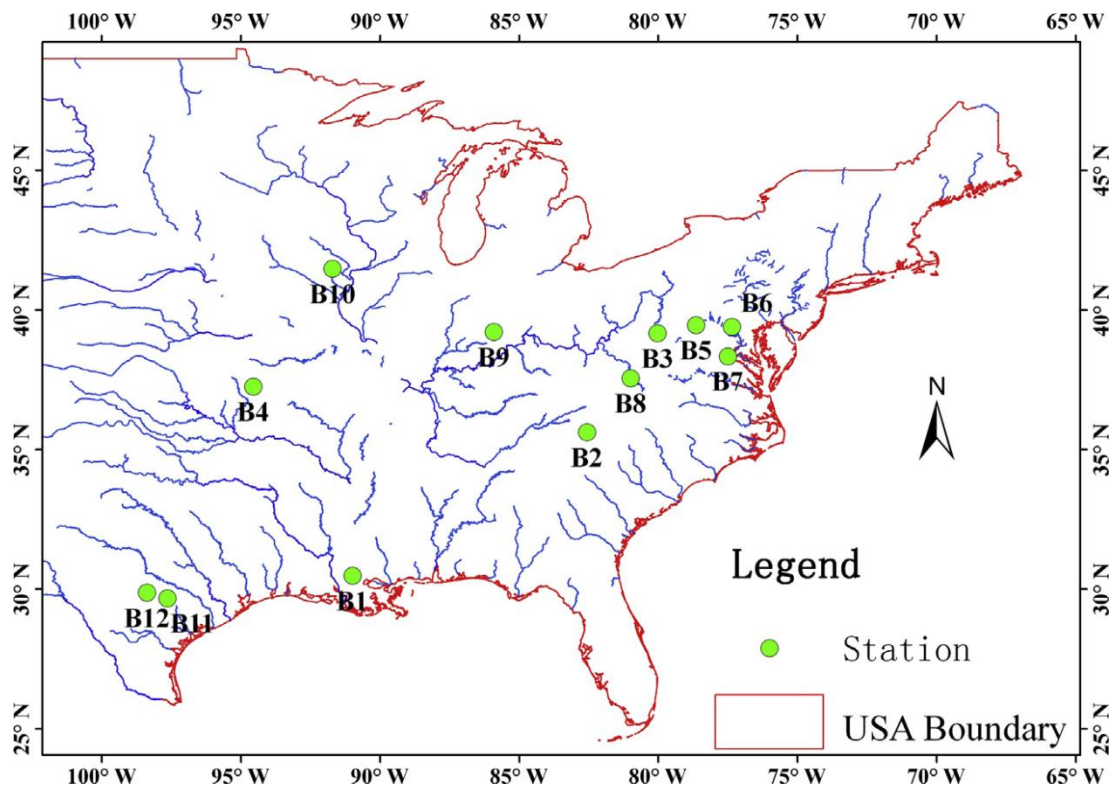 100° W 95° W 90° W 85° W 80° W 75° W 70° W 65° W
45° N 45° N
B10
40° N B6 40° N
B9 B3 B5
B7
B8
B4
N
35° N 35° N
B2
Legend
30° N 30° N
B1
B12 B11
Station
USA Boundary
25° N 25° N
100° W 95° W 90° W 85° W 80° W 75° W 70° W 65° W